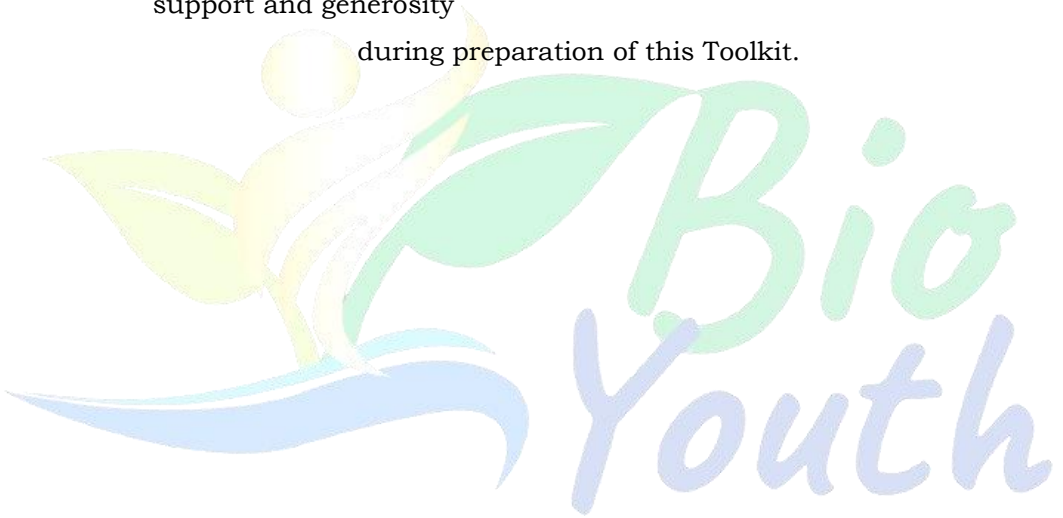 support and generosity
during preparation of this Toolkit.
Bio
Youth